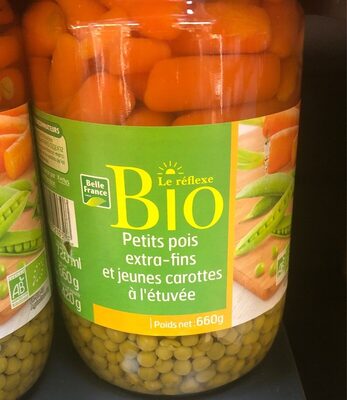 Belle
France
Le réflexe
Bio
Petits pois
extra-fins
et jeunes carottes
à l'étuvée
Poids net: 660g
AB